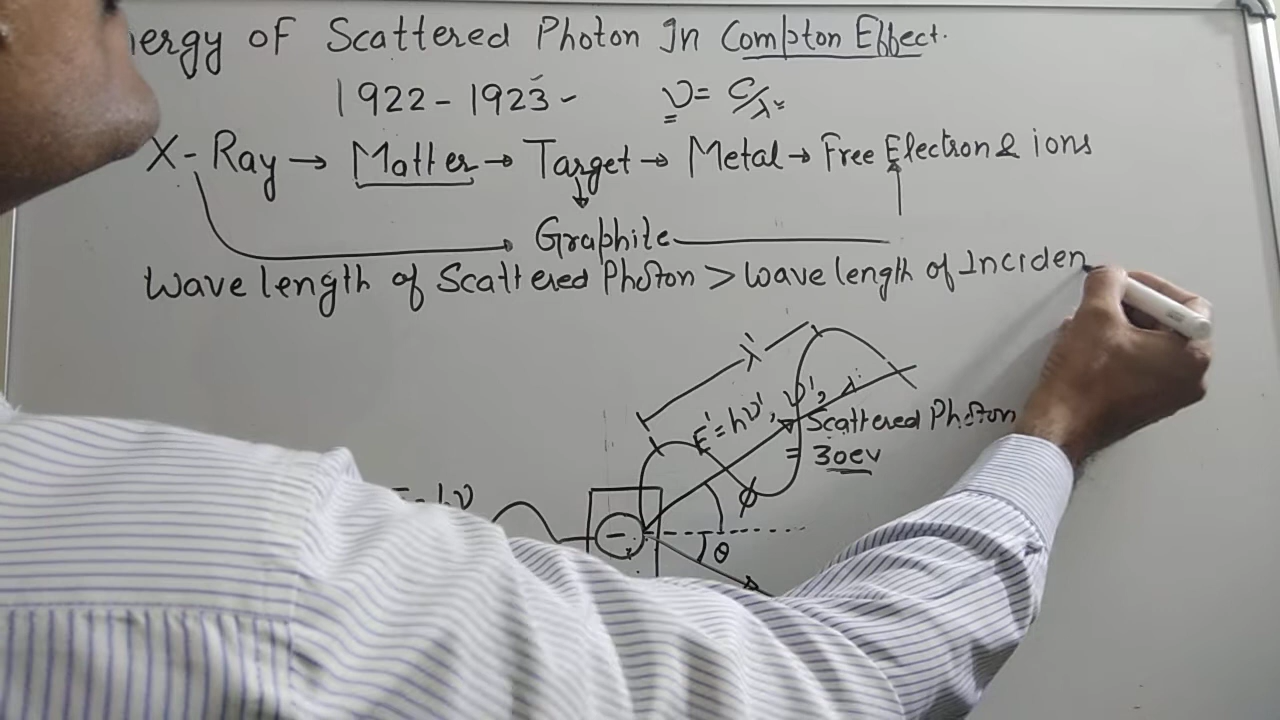 nergy of Scattered Photon In Compton Effect.
1922 - 1923
ν = c/λ
X-Ray → Matter → Target → Metal → Free Electron & ions
Graphite
Wave length of Scattered Photon > Wave length of Inciden
λ'
E' = hν', ν', λ'
Scattered Photon
= 30ev
ϕ
hν
−
θ